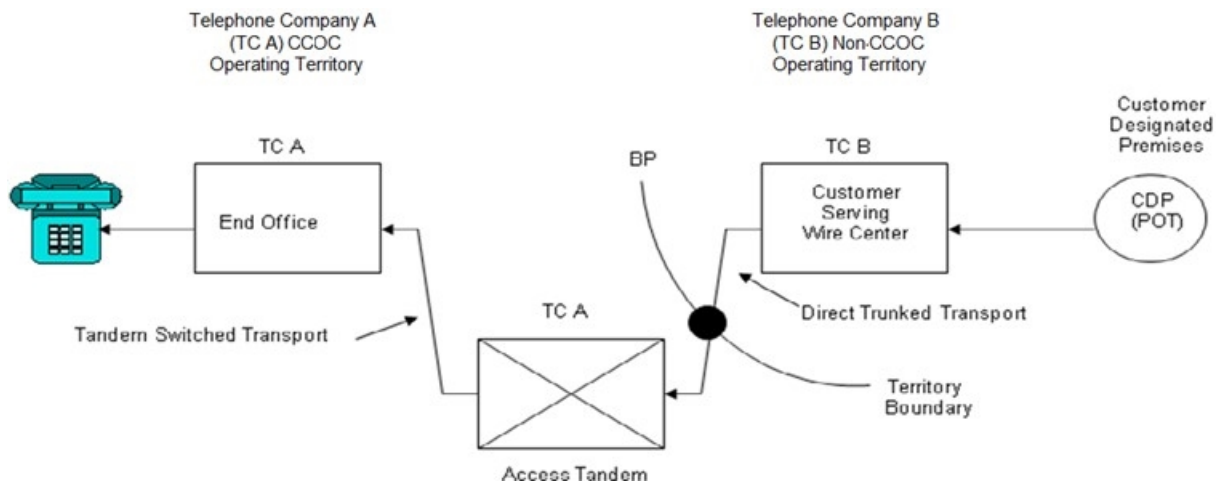 Telephone Company A
(TC A) CCOC
Operating Territory
Telephone Company B
(TC B) Non-CCOC
Operating Territory
Customer
Designated
Premises
TC A
BP
TC B
End Office
Customer
Serving
Wire Center
CDP
(POT)
Tandern Switched Transport
TC A
Direct Trunked Transport
Territory
Boundary
Access Tandem